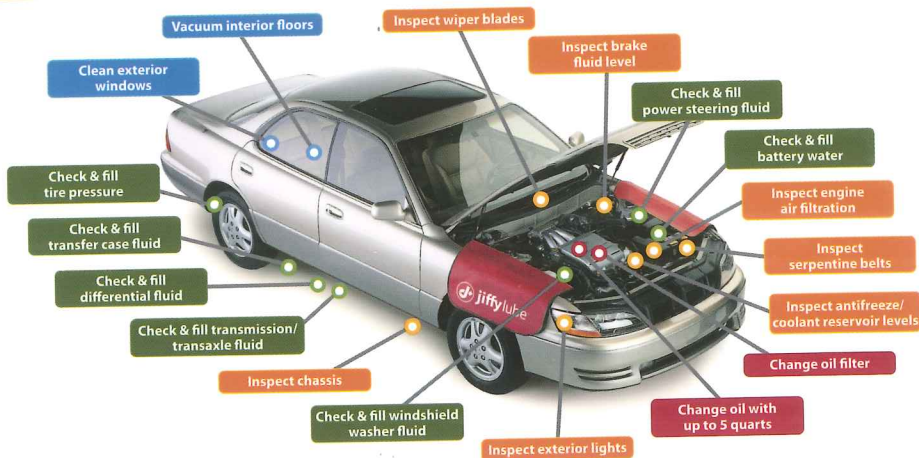 Vacuum interior floors
Inspect wiper blades
Inspect brake
fluid level
Clean exterior
windows
Check & fill
power steering fluid
Check & fill
battery water
Check & fill
tire pressure
Inspect engine
air filtration
Check & fill
transfer case fluid
Inspect
serpentine belts
Check & fill
differential fluid
jiffy lube
Inspect antifreeze/
coolant reservoir levels
Check & fill transmission/
transaxle fluid
Change oil filter
Inspect chassis
Check & fill windshield
washer fluid
Change oil with
up to 5 quarts
Inspect exterior lights